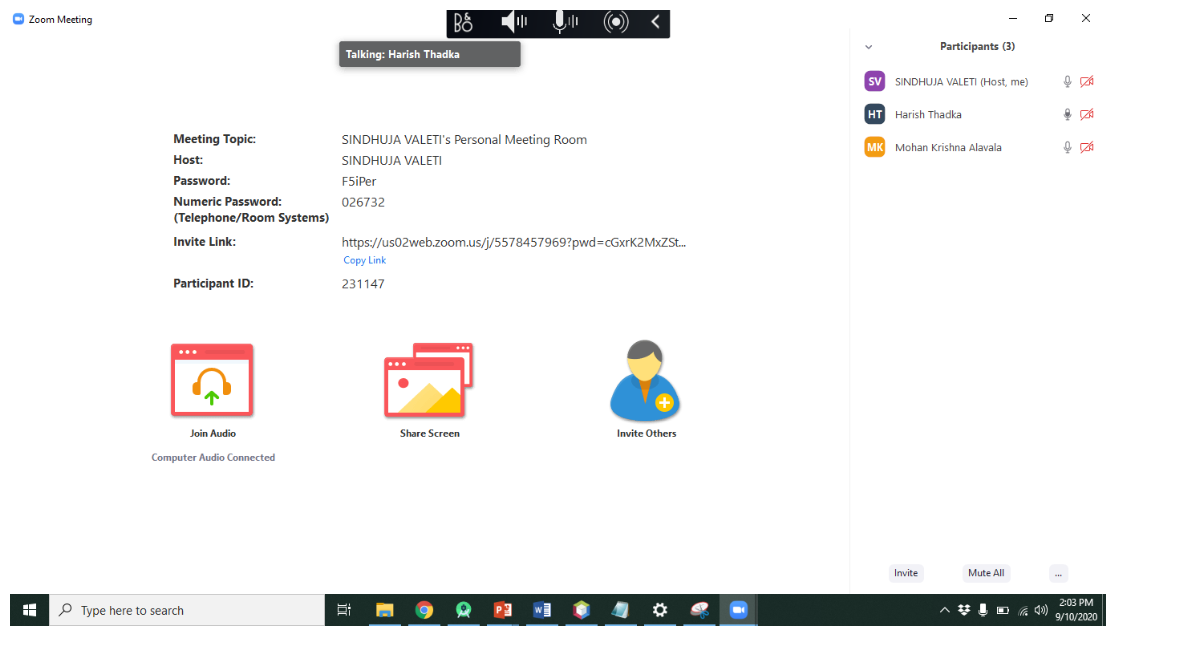 Zoom Meeting
B&O
Talking: Harish Thadka
Meeting Topic: SINDHUJA VALETI's Personal Meeting Room
Host: SINDHUJA VALETI
Password: F5iPer
Numeric Password: 026732
(Telephone/Room Systems)
Invite Link: https://us02web.zoom.us/j/5578457969?pwd=cGxrK2MxZSt...
Copy Link
Participant ID: 231147
Join Audio
Computer Audio Connected
Share Screen
Invite Others
Participants (3)
SV SINDHUJA VALETI (Host, me)
HT Harish Thadka
MK Mohan Krishna Alavala
Invite Mute All ...
Type here to search
2:03 PM
9/10/2020